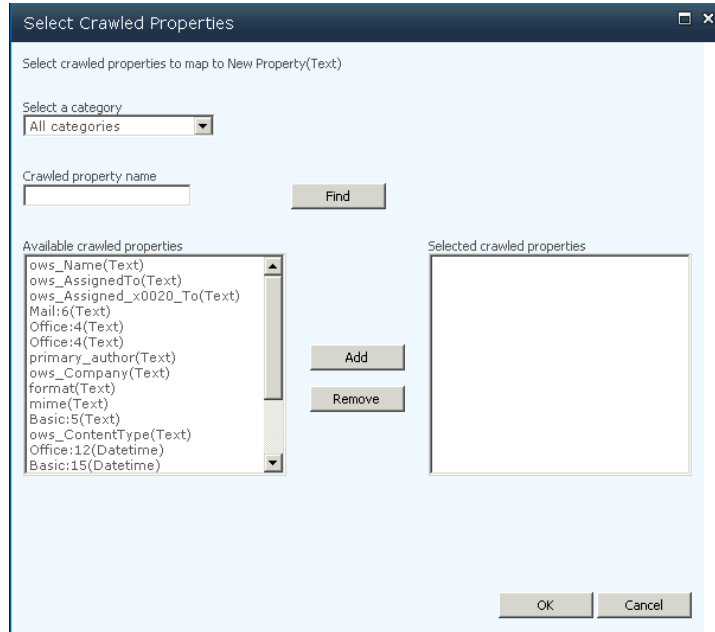 Select Crawled Properties
Select crawled properties to map to New Property(Text)
Select a category
All categories
Crawled property name
Find
Available crawled properties
ows_Name(Text)
ows_AssignedTo(Text)
ows_Assigned_x0020_To(Text)
Mail:6(Text)
Office:4(Text)
Office:4(Text)
primary_author(Text)
ows_Company(Text)
format(Text)
mime(Text)
Basic:5(Text)
ows_ContentType(Text)
Office:12(Datetime)
Basic:15(Datetime)
Add
Remove
Selected crawled properties
OK
Cancel